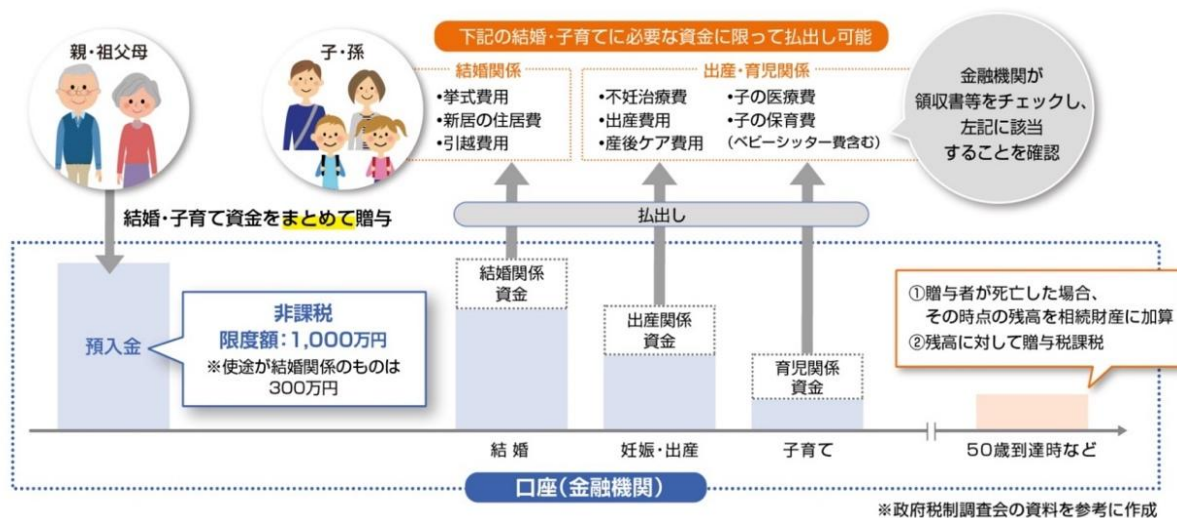 親・祖父母
子・孫
下記の結婚・子育てに必要な資金に限って払出し可能
結婚関係
•挙式費用
•新居の住居費
•引越費用
出産・育児関係
•不妊治療費
•出産費用
•産後ケア費用
•子の医療費
•子の保育費
(ベビーシッター費含む)
金融機関が
領収書等をチェックし、
左記に該当
することを確認
結婚・子育て資金をまとめて贈与
払出し
預入金
非課税
限度額:1,000万円
※使途が結婚関係のものは
300万円
結婚関係
資金
出産関係
資金
育児関係
資金
①贈与者が死亡した場合、
その時点の残高を相続財産に加算
②残高に対して贈与税課税
結婚
妊娠・出産
子育て
50歳到達時など
口座(金融機関)
※政府税制調査会の資料を参考に作成